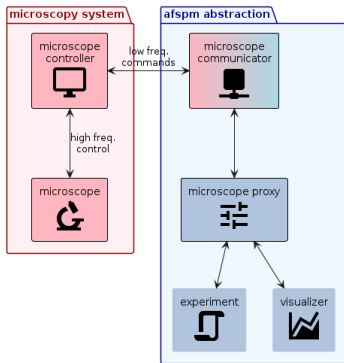 microscopy system
afspm abstraction
microscope
controller
low freq.
commands
microscope
communicator
high freq.
control
microscope
microscope proxy
experiment
visualizer